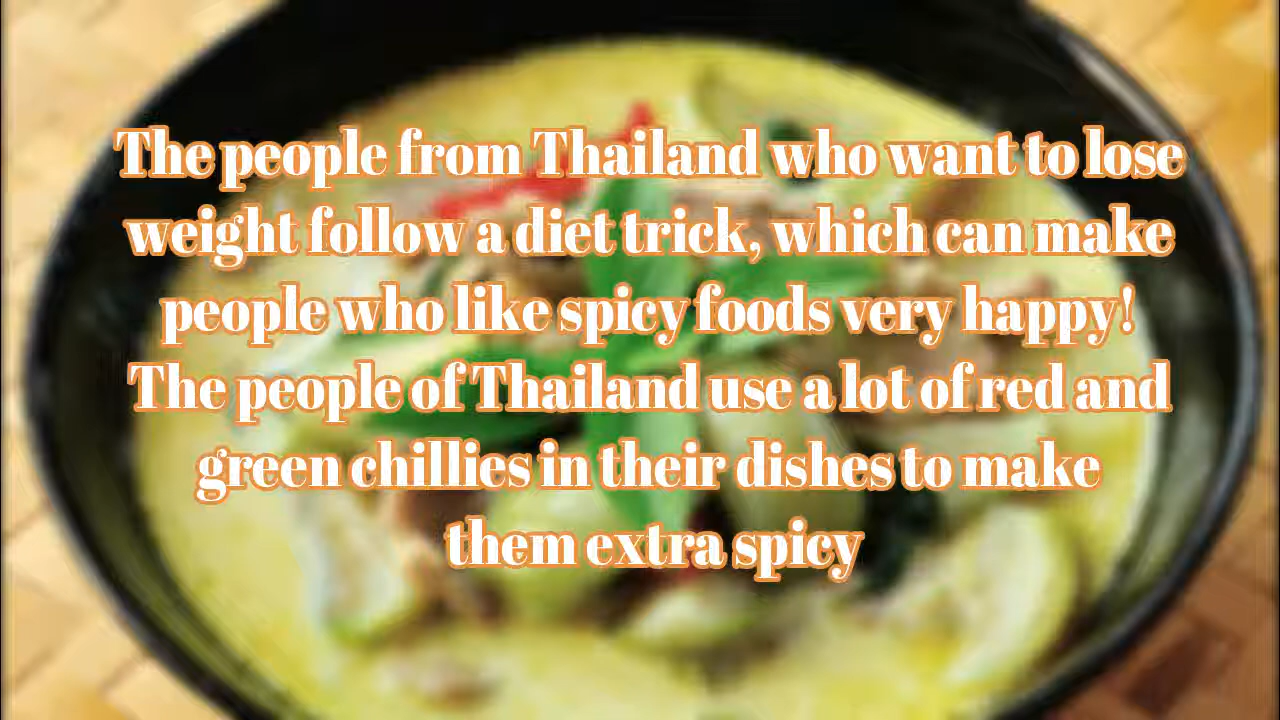 The people from Thailand who want to lose
weight follow a diet trick, which can make
people who like spicy foods very happy!
The people of Thailand use a lot of red and
green chillies in their dishes to make
them extra spicy